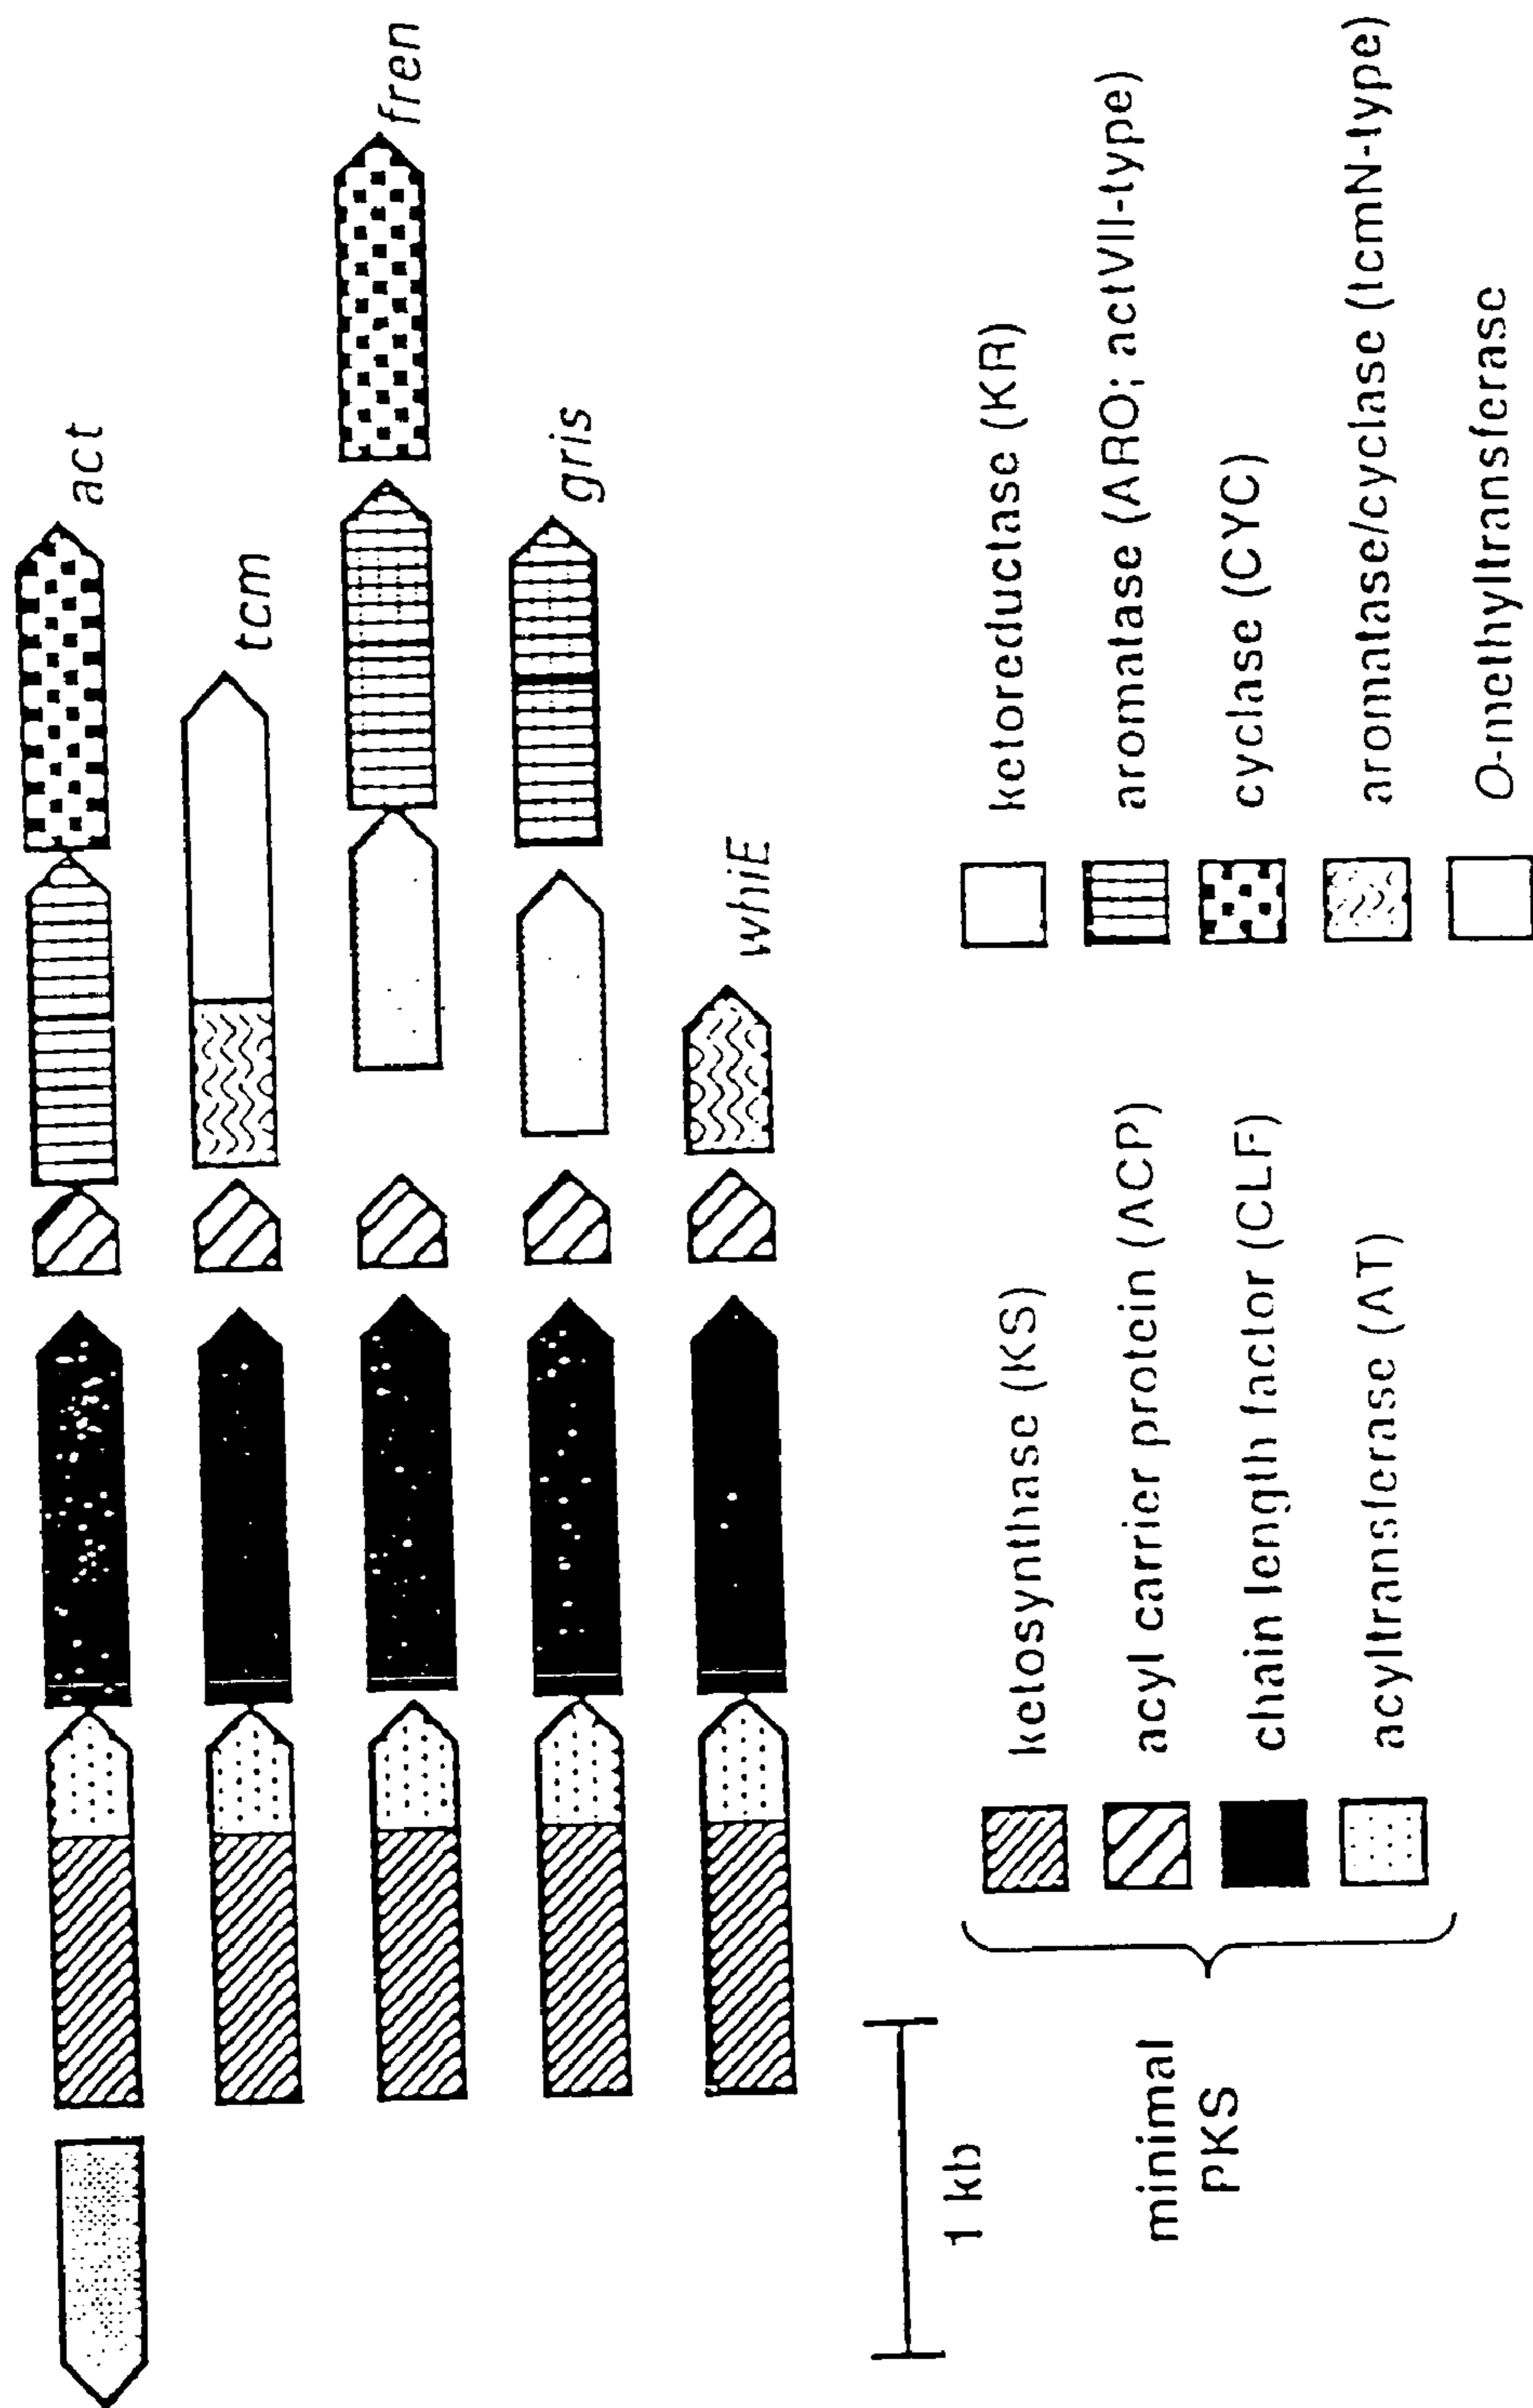 act
tcm
fren
gris
whiE
1 kb
minimal
PKS
ketosynthase (KS)
acyl carrier protein (ACP)
chain length factor (CLF)
acyltransferase (AT)
ketoreductase (KR)
aromatase (ARO; actVII-type)
cyclase (CYC)
aromatase/cyclase (tcmN-type)
O-methyltransferase